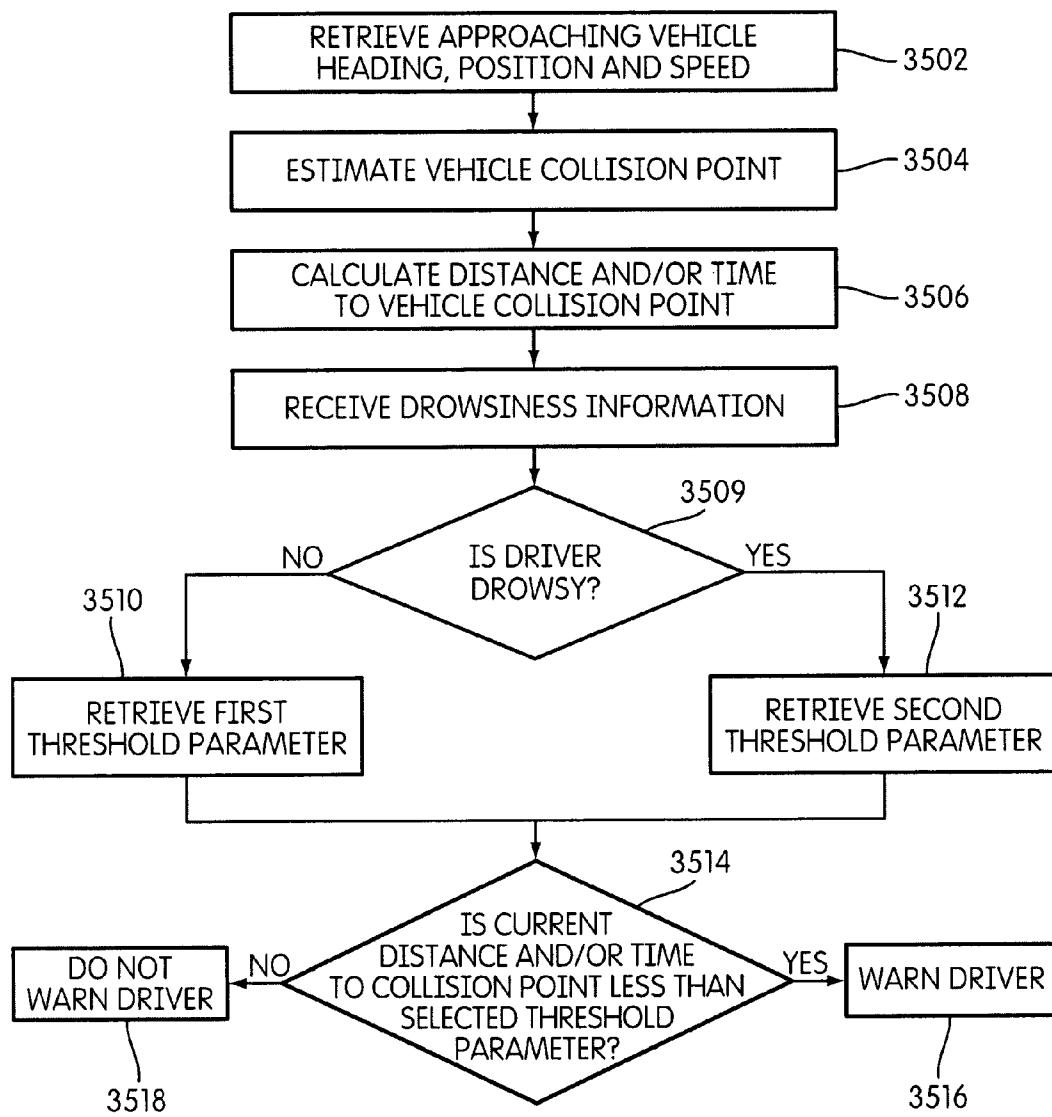 RETRIEVE APPROACHING VEHICLE
HEADING, POSITION AND SPEED
3502
ESTIMATE VEHICLE COLLISION POINT
3504
CALCULATE DISTANCE AND/OR TIME
TO VEHICLE COLLISION POINT
3506
RECEIVE DROWSINESS INFORMATION
3508
3509
IS DRIVER
DROWSY?
NO
YES
3510
3512
RETRIEVE FIRST
THRESHOLD PARAMETER
RETRIEVE SECOND
THRESHOLD PARAMETER
3514
IS CURRENT
DISTANCE AND/OR TIME
TO COLLISION POINT LESS THAN
SELECTED THRESHOLD
PARAMETER?
NO
YES
DO NOT
WARN DRIVER
WARN DRIVER
3518
3516